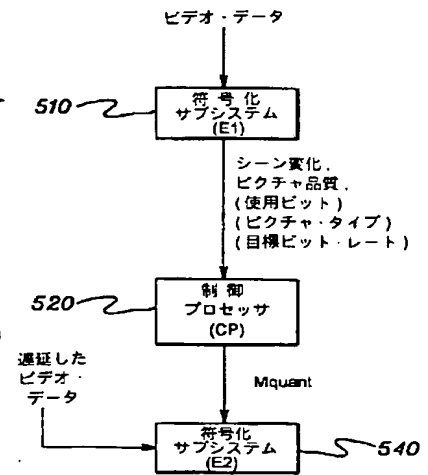 ビデオ・データ
510
符号化
サブシステム
(E1)
シーン変化,
ピクチャ品質,
(使用ビット)
(ピクチャ・タイプ)
(目標ビット・レート)
520
制御
プロセッサ
(CP)
遅延した
ビデオ・
データ
Mquant
符号化
サブシステム
(E2)
540